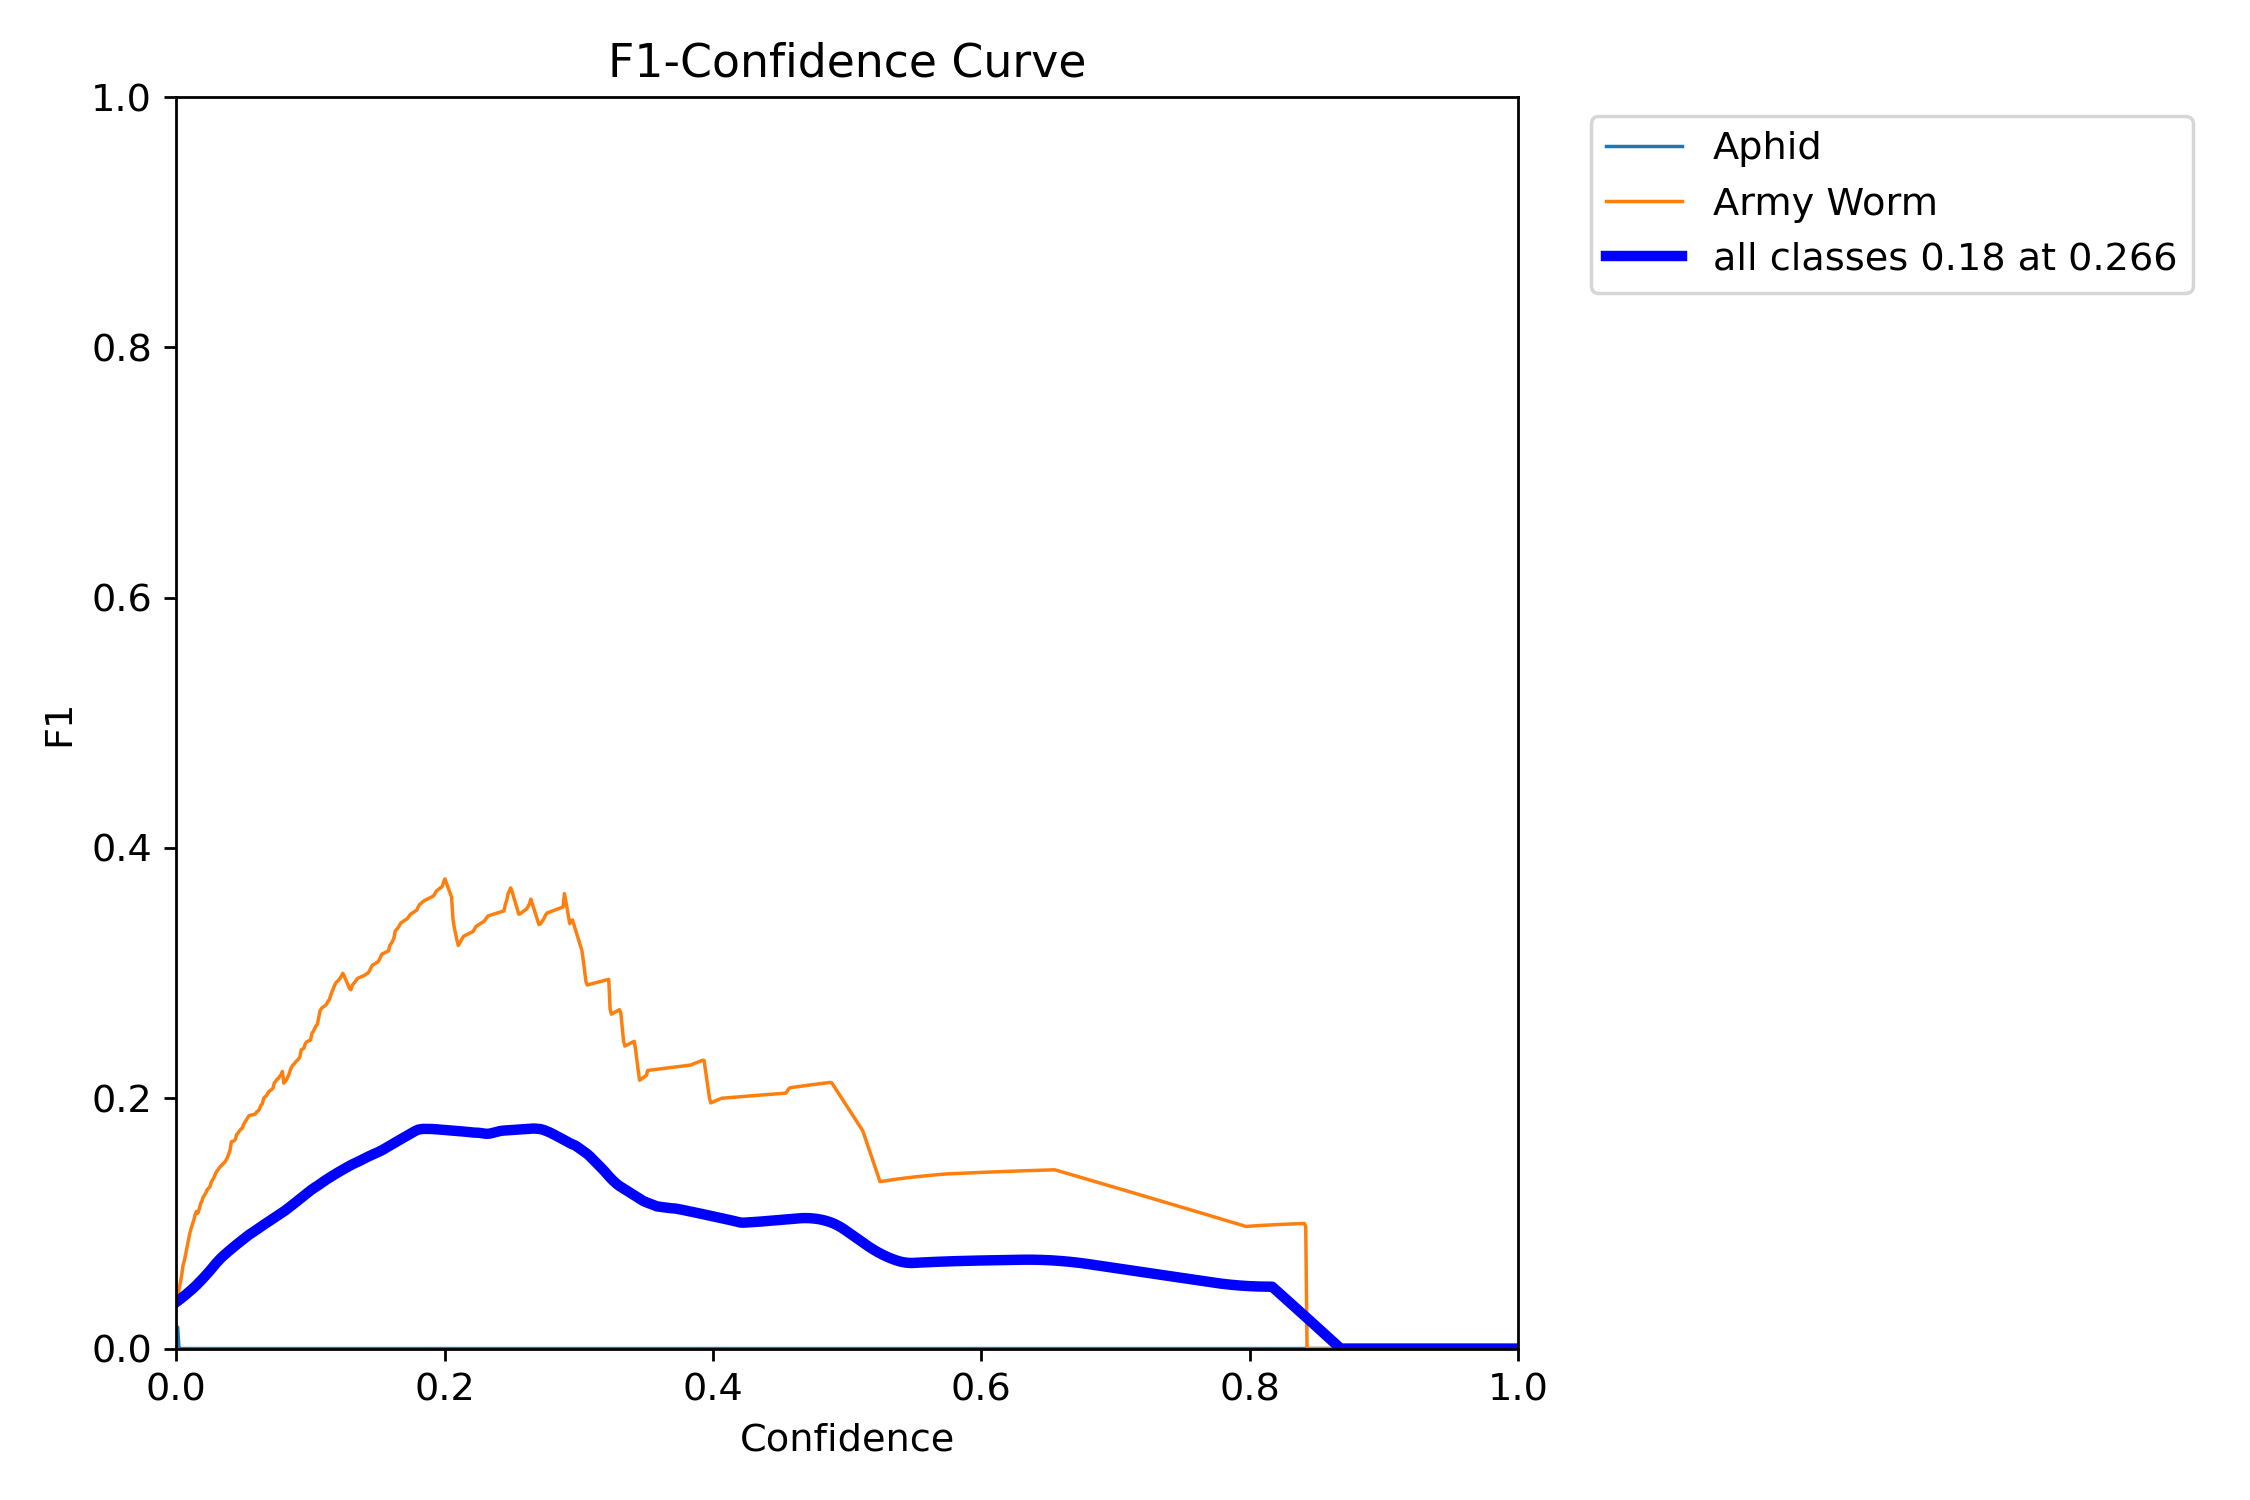 F1-Confidence Curve
1.0
0.8
0.6
0.4
0.2
0.0
F1
0.0 0.2 0.4 0.6 0.8 1.0
Confidence
Aphid
Army Worm
all classes 0.18 at 0.266